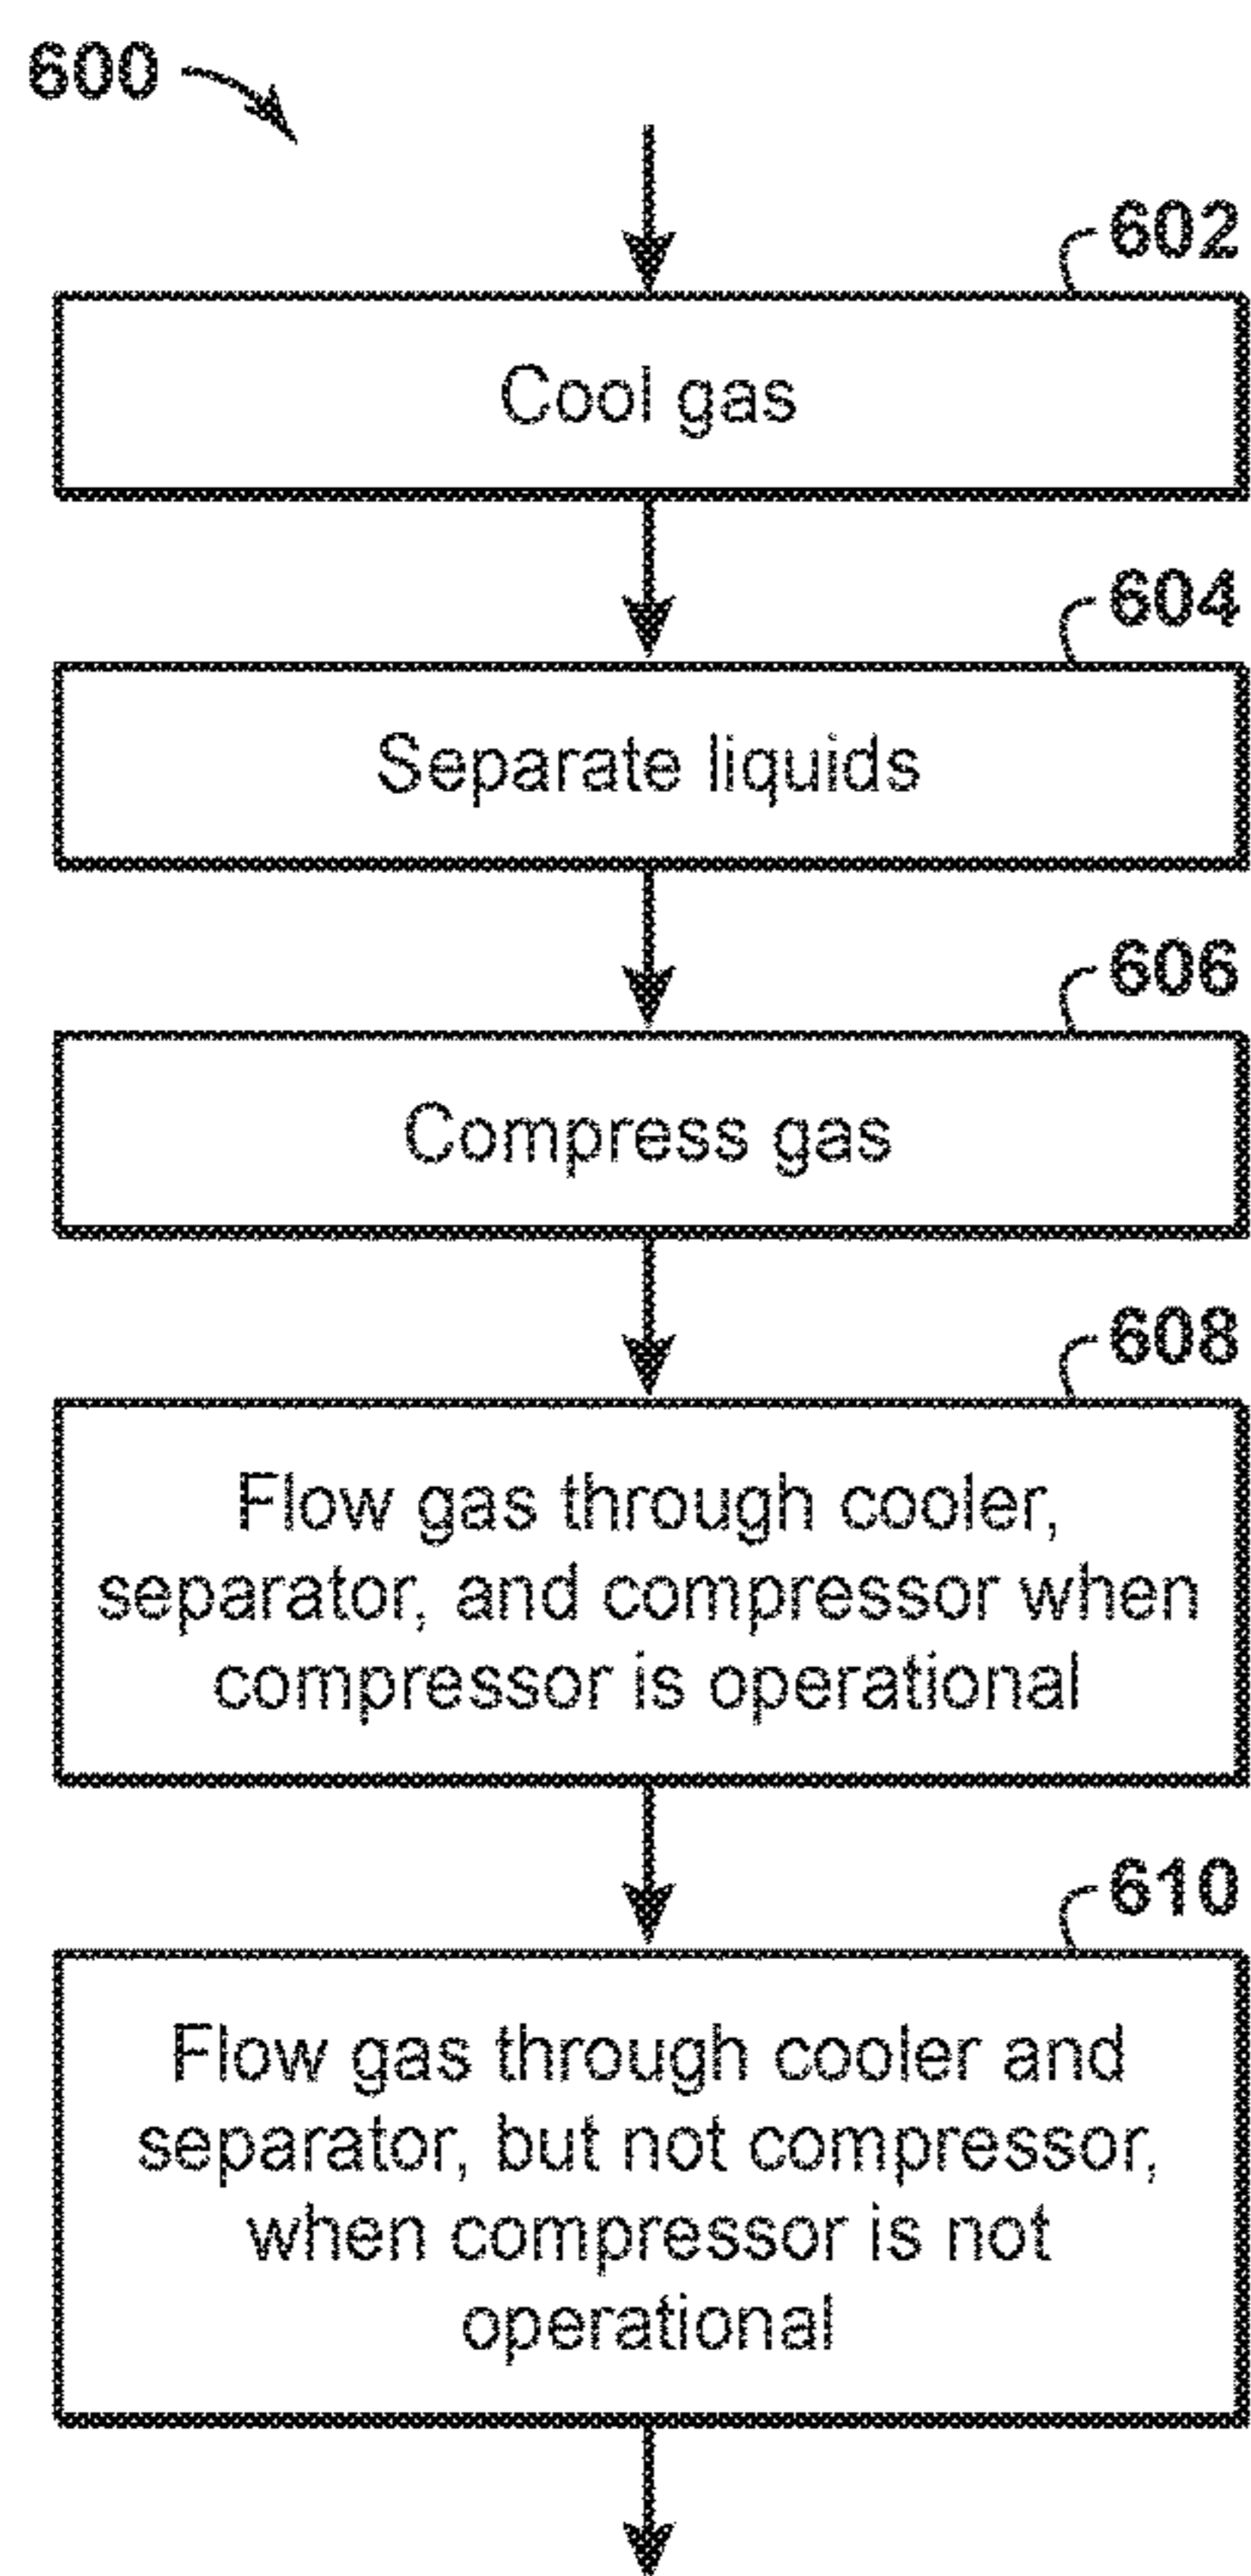 600
602
Cool gas
604
Separate liquids
606
Compress gas
608
Flow gas through cooler,
separator, and compressor when
compressor is operational
610
Flow gas through cooler and
separator, but not compressor,
when compressor is not
operational